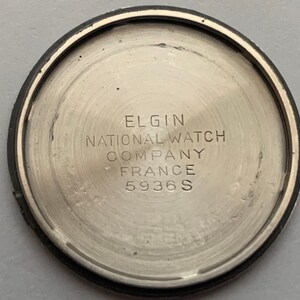 ELGIN
NATIONAL WATCH
COMPANY
FRANCE
5936S